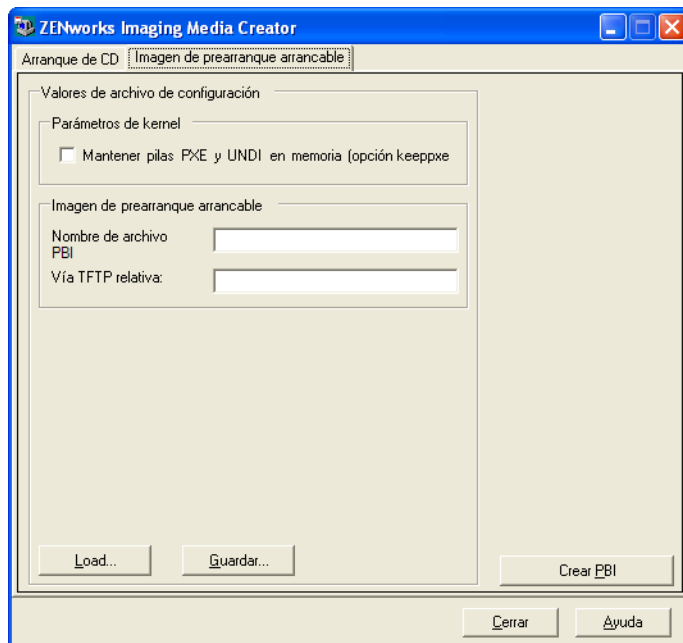 ZENworks Imaging Media Creator
Arranque de CD Imagen de prearranque arrancable
Valores de archivo de configuración
Parámetros de kernel
Mantener pilas PXE y UNDI en memoria (opción keeppxe
Imagen de prearranque arrancable
Nombre de archivo
PBI
Vía TFTP relativa:
Load... Guardar...
Crear PBI
Cerrar Ayuda